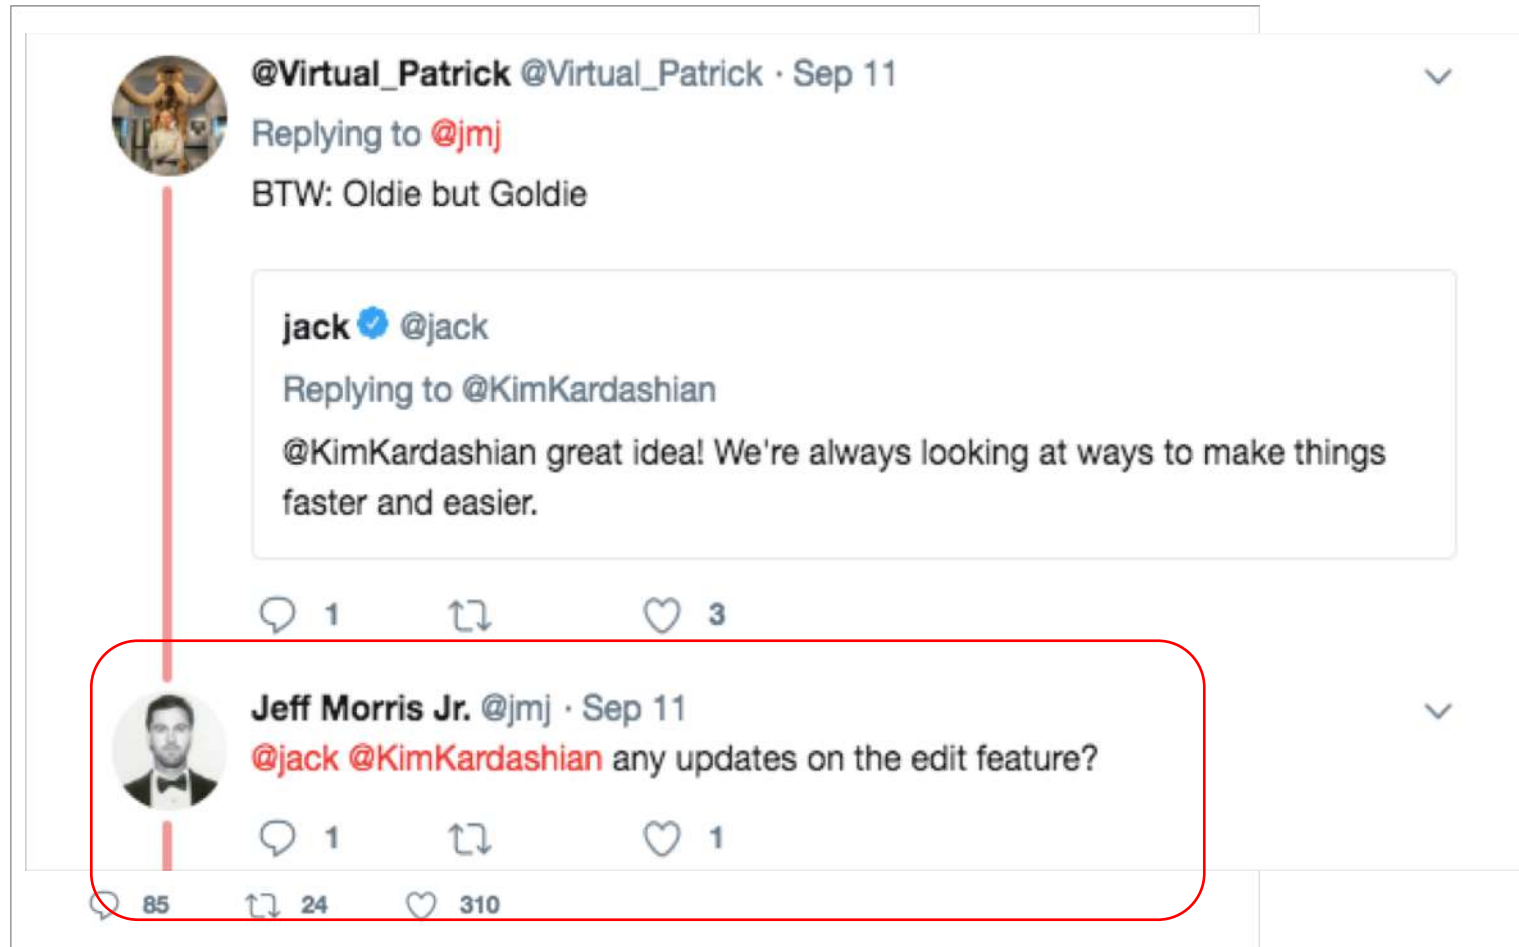 @Virtual_Patrick @Virtual_Patrick · Sep 11
Replying to @jmj
BTW: Oldie but Goldie
jack @jack
Replying to @KimKardashian
@KimKardashian great idea! We're always looking at ways to make things
faster and easier.
1 3
Jeff Morris Jr. @jmj · Sep 11
@jack @KimKardashian any updates on the edit feature?
1 1
85 24 310